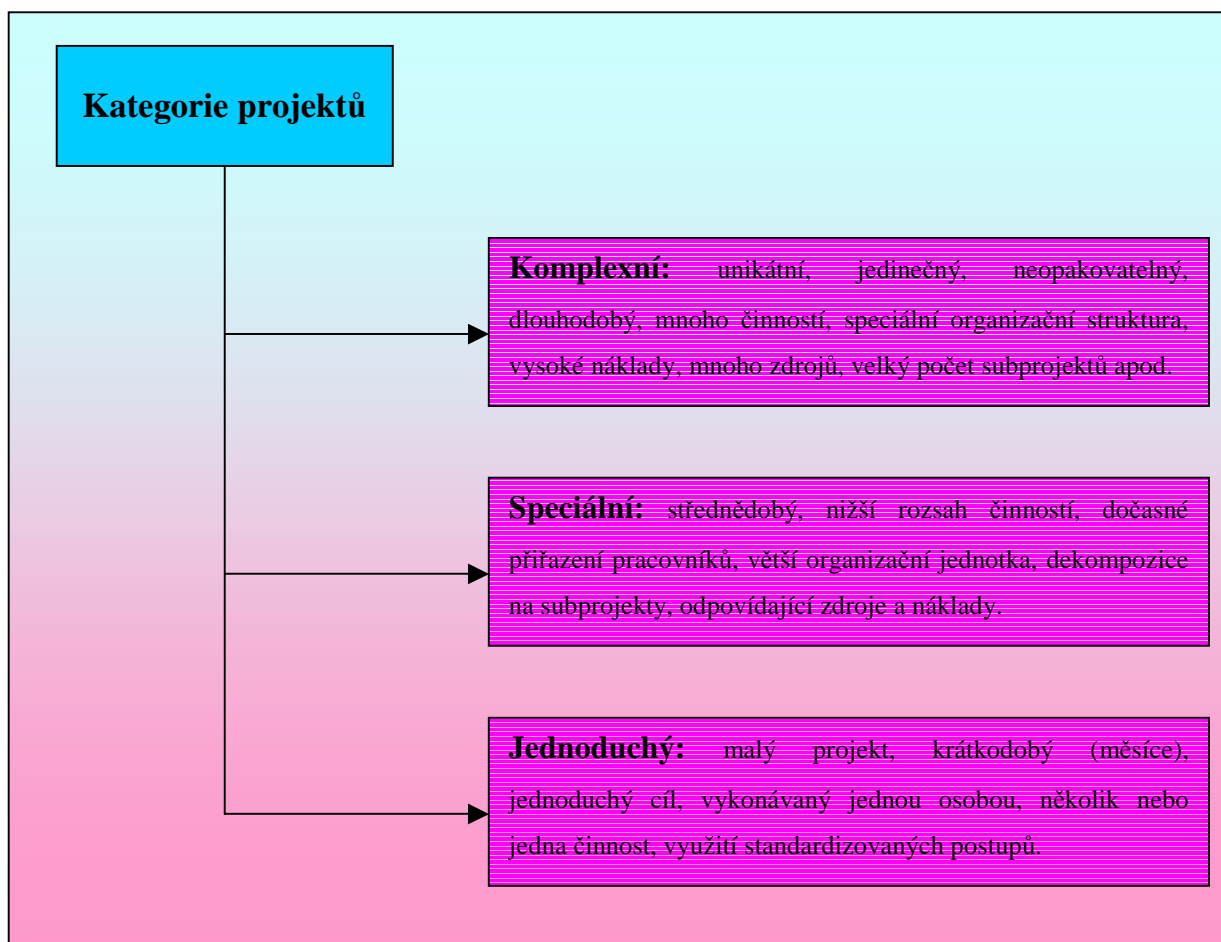 Kategorie projektů
Komplexní: unikátní, jedinečný, neopakovatelný,
dlouhodobý, mnoho činností, speciální organizační struktura,
vysoké náklady, mnoho zdrojů, velký počet subprojektů apod.
Speciální: střednědobý, nižší rozsah činností, dočasné
přiřazení pracovníků, větší organizační jednotka, dekompozice
na subprojekty, odpovídající zdroje a náklady.
Jednoduchý: malý projekt, krátkodobý (měsíce),
jednoduchý cíl, vykonávaný jednou osobou, několik nebo
jedna činnost, využití standardizovaných postupů.